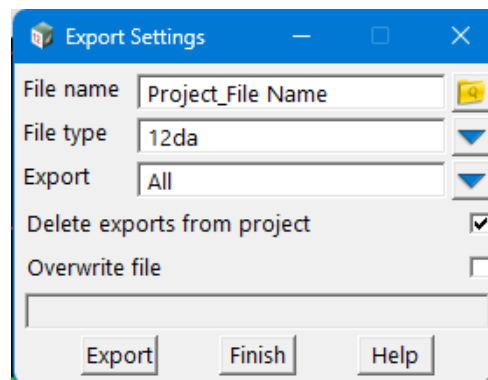 Export Settings
File name Project_File Name
File type 12da
Export All
Delete exports from project
Overwrite file
Export Finish Help